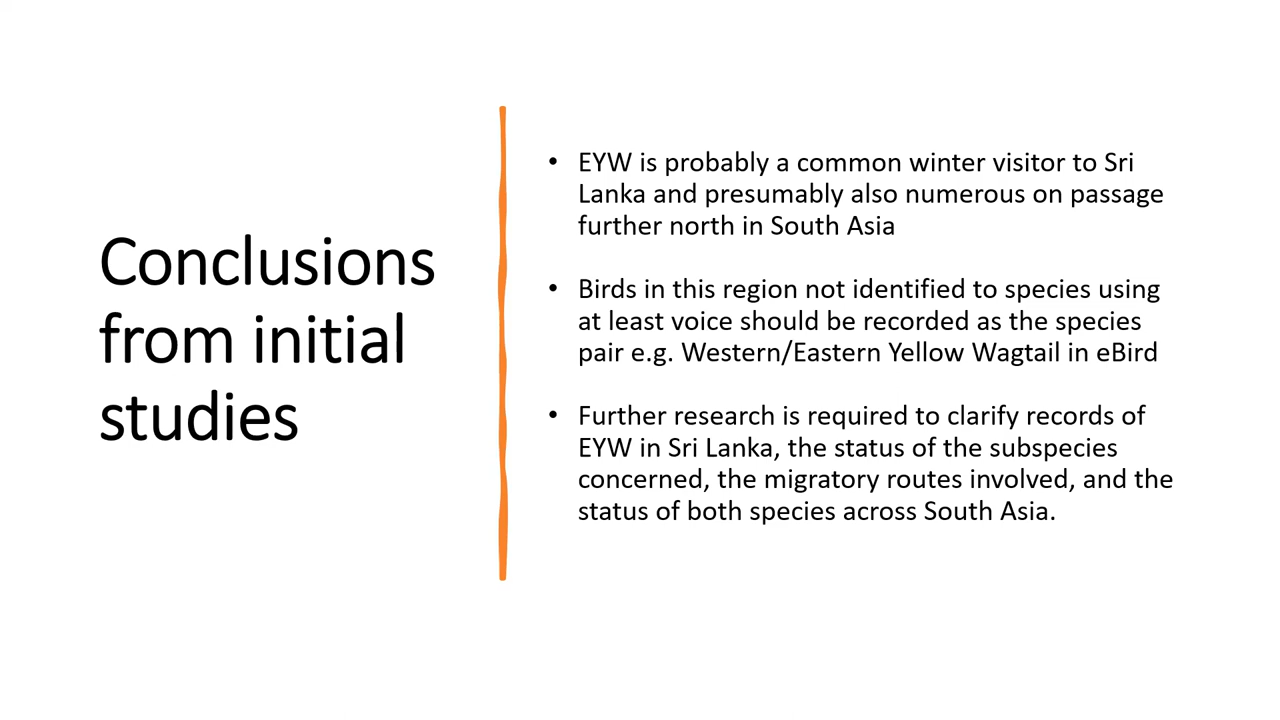 Conclusions
from initial
studies
• EYW is probably a common winter visitor to Sri
Lanka and presumably also numerous on passage
further north in South Asia
• Birds in this region not identified to species using
at least voice should be recorded as the species
pair e.g. Western/Eastern Yellow Wagtail in eBird
• Further research is required to clarify records of
EYW in Sri Lanka, the status of the subspecies
concerned, the migratory routes involved, and the
status of both species across South Asia.